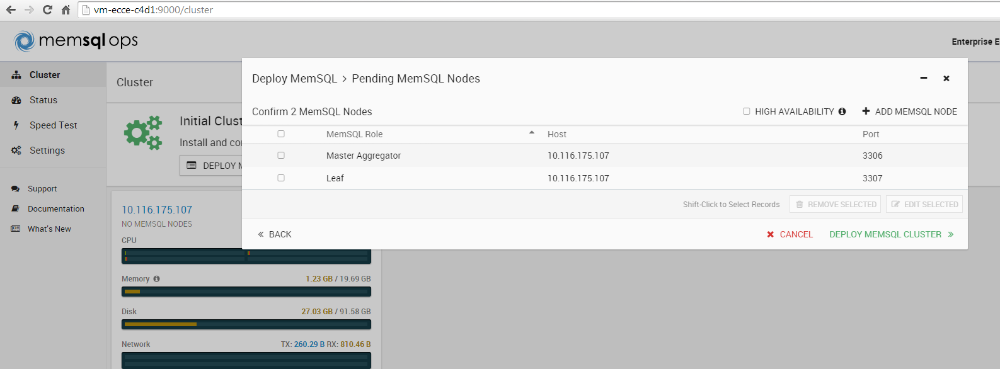 vm-ecce-c4d1:9000/cluster
memsql ops
Enterprise E
Cluster
Status
Speed Test
Settings
Support
Documentation
What's New
Cluster
Initial Clust
Install and co
DEPLOY M
10.116.175.107
NO MEMSQL NODES
CPU
Memory 1.23 GB / 19.69 GB
Disk 27.03 GB / 91.58 GB
Network TX: 260.29 B RX: 810.46 B
Deploy MemSQL > Pending MemSQL Nodes
Confirm 2 MemSQL Nodes
HIGH AVAILABILITY + ADD MEMSQL NODE
MemSQL Role Host Port
Master Aggregator 10.116.175.107 3306
Leaf 10.116.175.107 3307
Shift-Click to Select Records REMOVE SELECTED EDIT SELECTED
« BACK CANCEL DEPLOY MEMSQL CLUSTER »